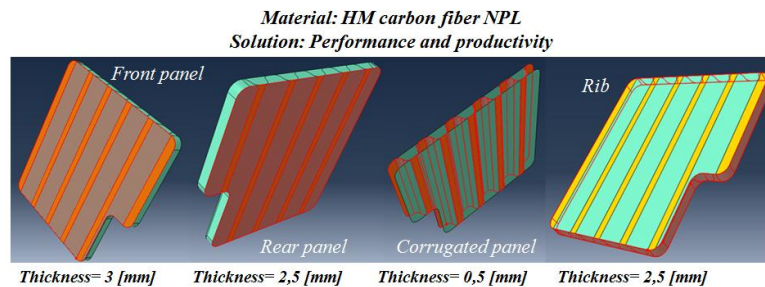 Material: HM carbon fiber NPL
Solution: Performance and productivity
Front panel
Rear panel
Corrugated panel
Rib
Thickness= 3 [mm]
Thickness= 2,5 [mm]
Thickness= 0,5 [mm]
Thickness= 2,5 [mm]